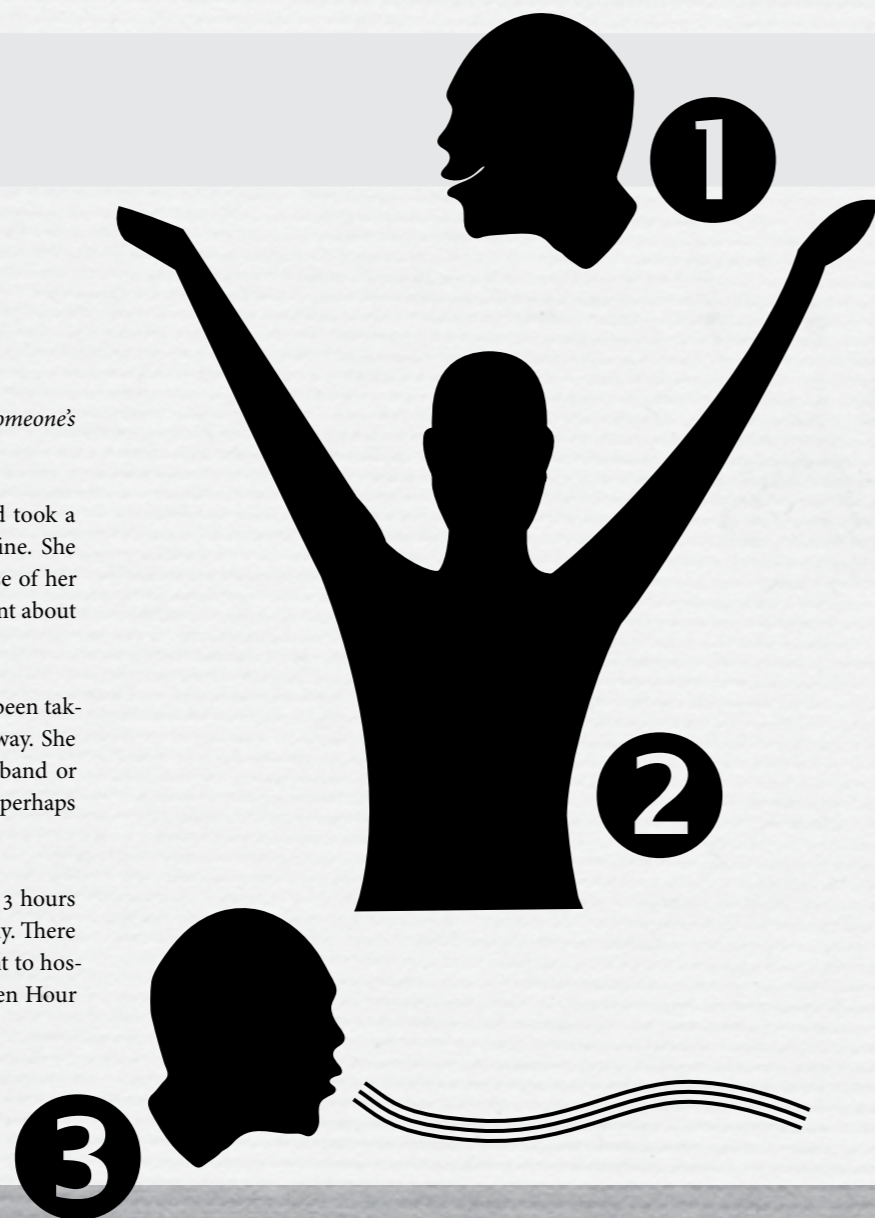 1
omeone's
d took a
ine. She
e of her
nt about
been tak-
way. She
band or
perhaps
2
3 hours
y. There
t to hos-
en Hour
3